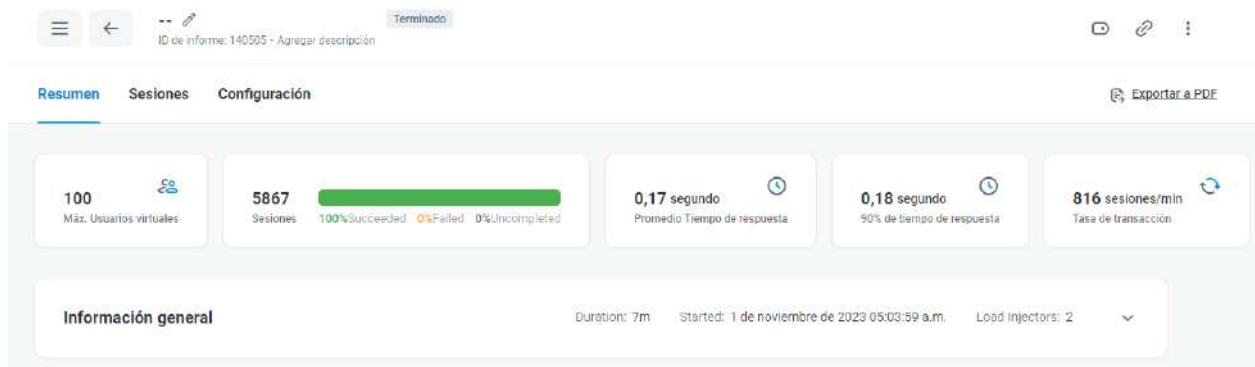 --
Terminado
ID de informe: 140505 - Agregar descripción
Resumen Sesiones Configuración Exportar a PDF
100
Máx. Usuarios virtuales
5867
Sesiones
100%Succeeded 0%Failed 0%Uncompleted
0,17 segundo
Promedio Tiempo de respuesta
0,18 segundo
90% de tiempo de respuesta
816 sesiones/min
Tasa de transacción
Información general Duration: 7m Started: 1 de noviembre de 2023 05:03:59 a.m. Load Injectors: 2